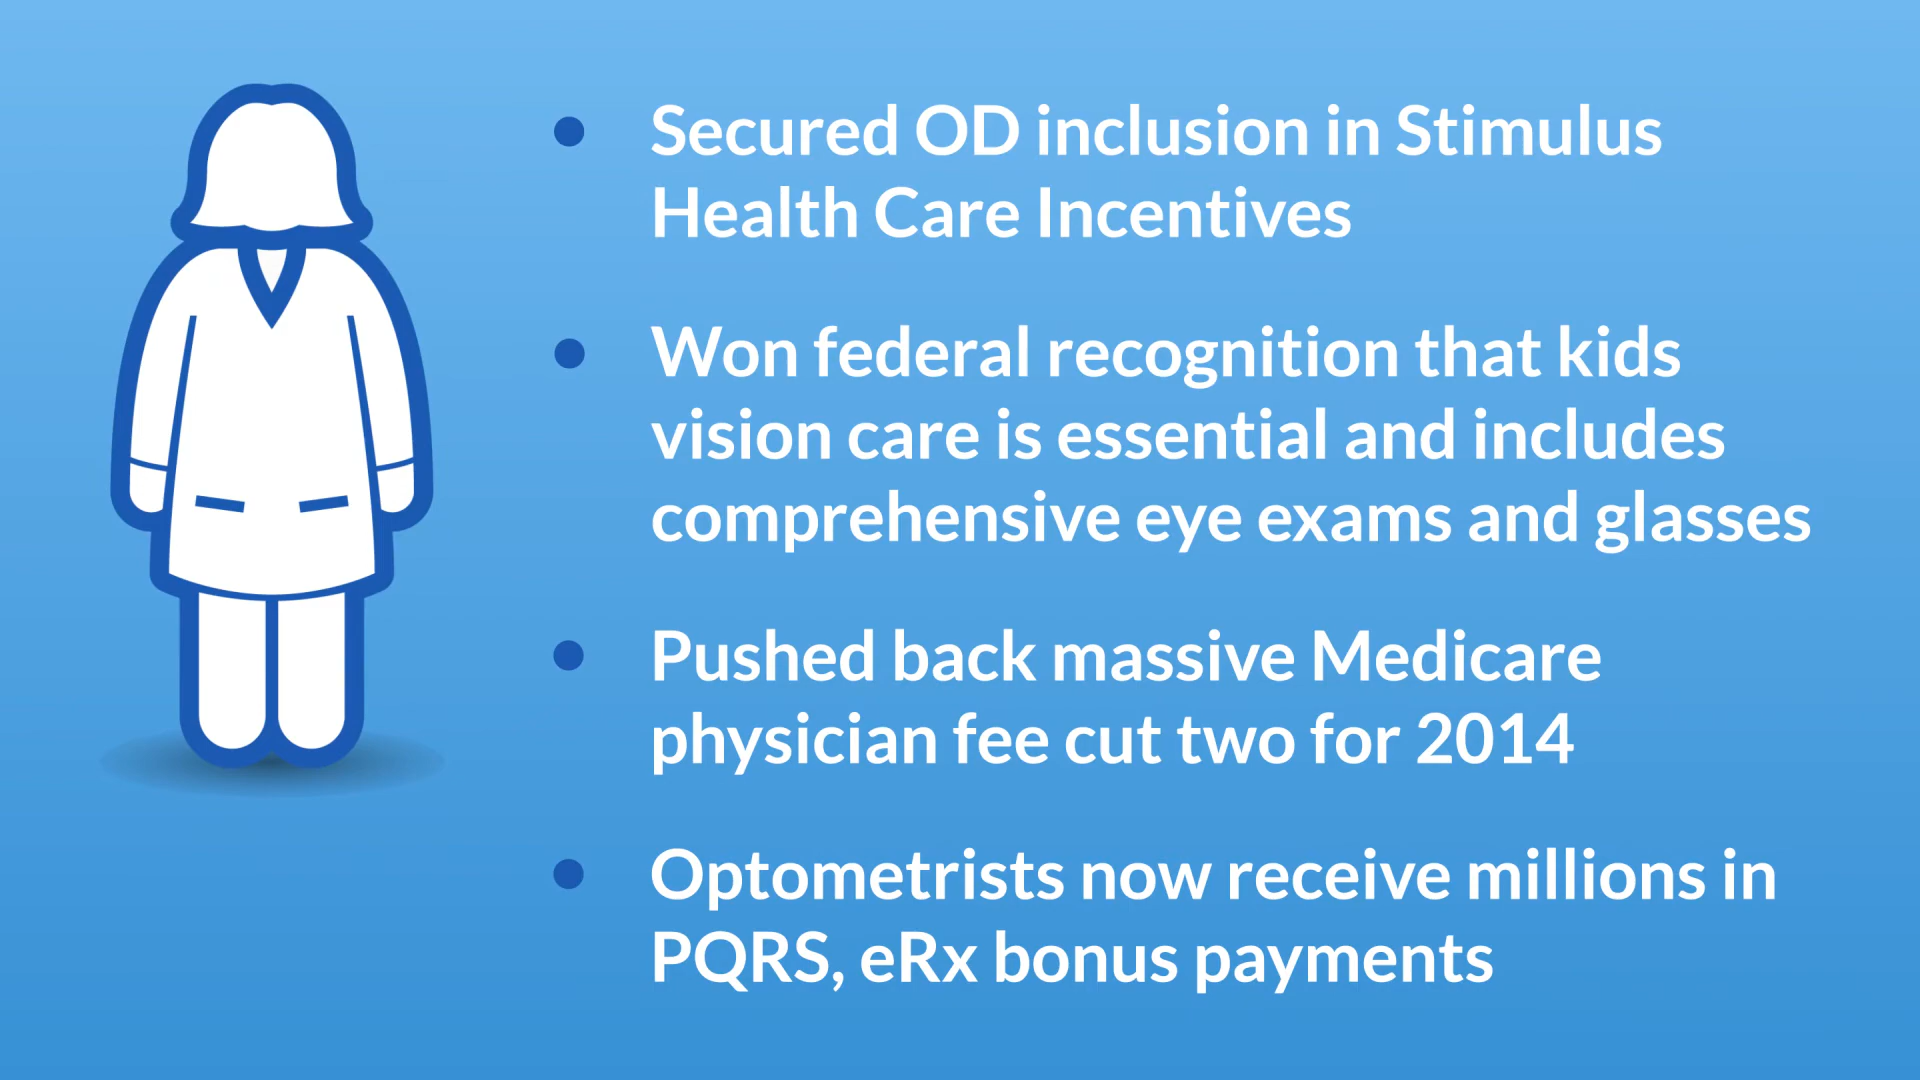 Secured OD inclusion in Stimulus
Health Care Incentives
Won federal recognition that kids
vision care is essential and includes
comprehensive eye exams and glasses
Pushed back massive Medicare
physician fee cut two for 2014
Optometrists now receive millions in
PQRS, eRx bonus payments